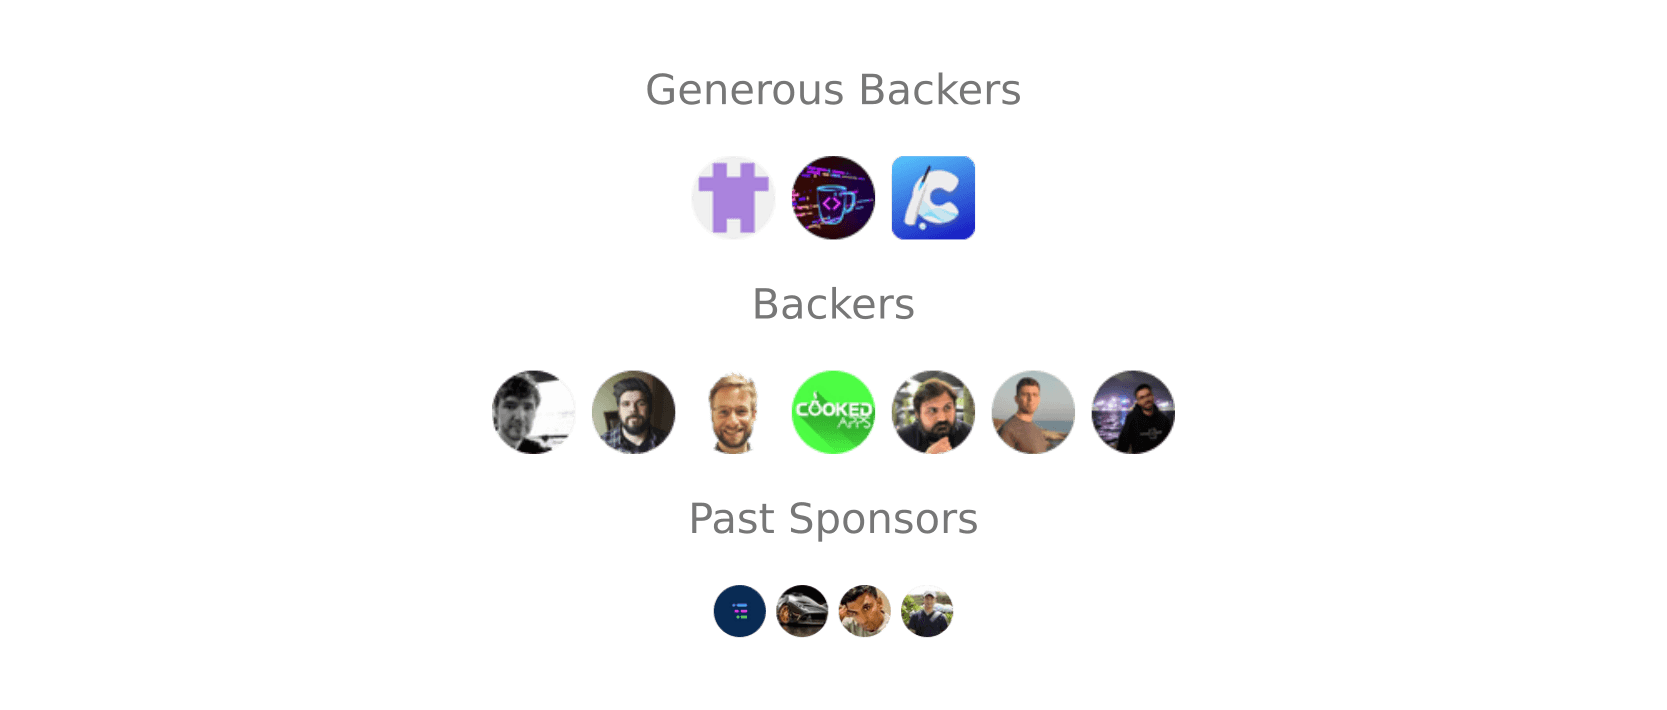 Generous Backers
Backers
COOKED
APPS
Past Sponsors